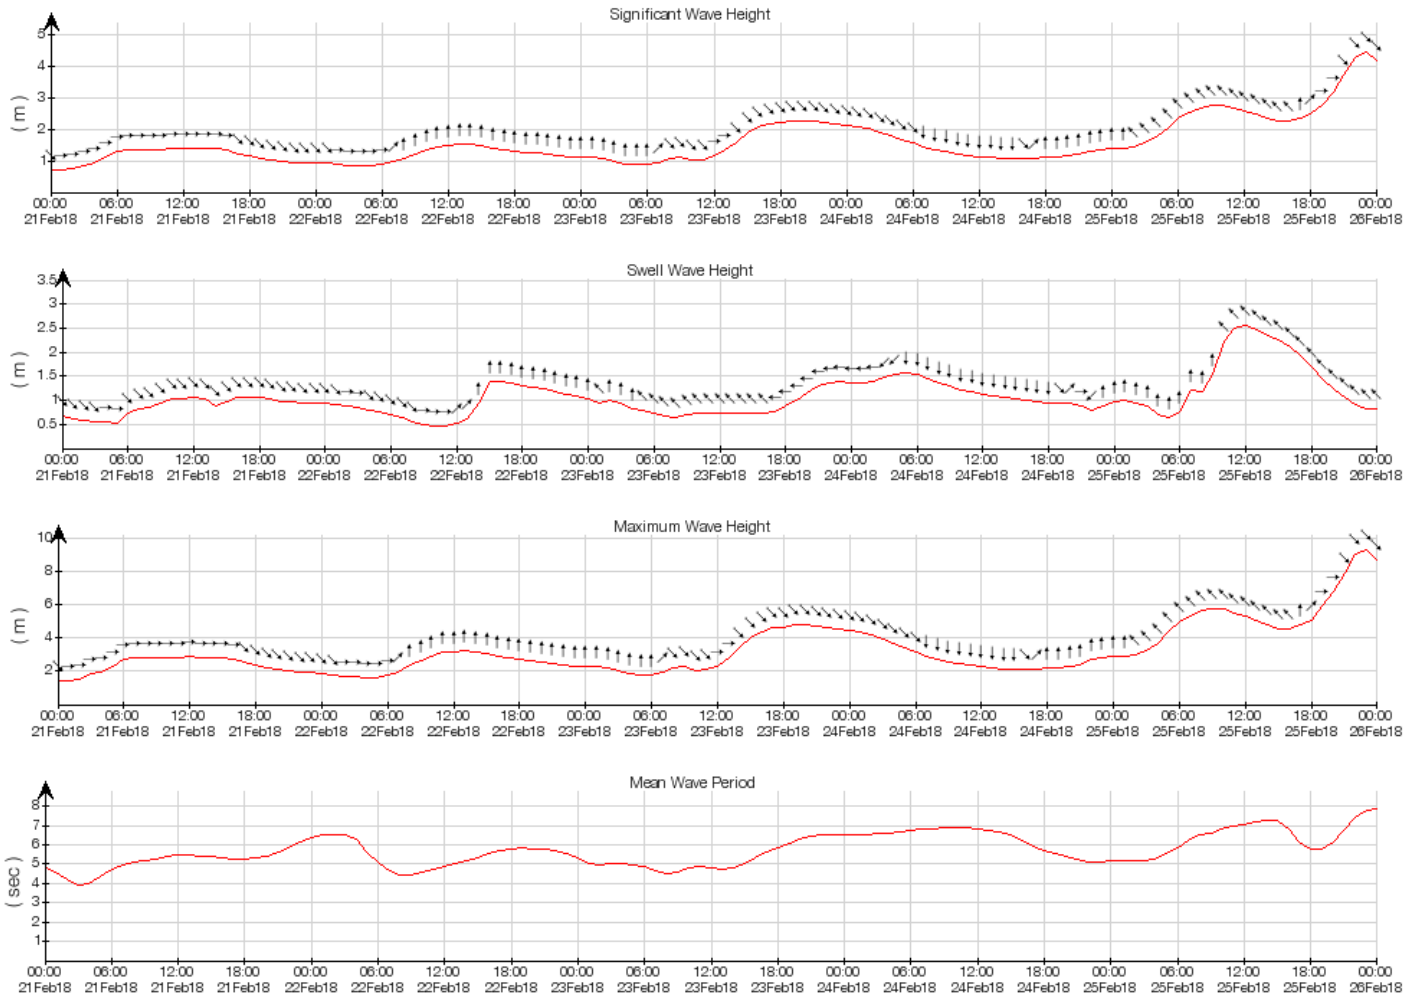 Significant Wave Height
( m )
5
4
3
2
1
00:00 06:00 12:00 18:00 00:00 06:00 12:00 18:00 00:00 06:00 12:00 18:00 00:00 06:00 12:00 18:00 00:00 06:00 12:00 18:00 00:00
21Feb18 21Feb18 21Feb18 21Feb18 22Feb18 22Feb18 22Feb18 22Feb18 23Feb18 23Feb18 23Feb18 23Feb18 24Feb18 24Feb18 24Feb18 24Feb18 25Feb18 25Feb18 25Feb18 25Feb18 26Feb18
Swell Wave Height
( m )
3.5
3
2.5
2
1.5
1
0.5
00:00 06:00 12:00 18:00 00:00 06:00 12:00 18:00 00:00 06:00 12:00 18:00 00:00 06:00 12:00 18:00 00:00 06:00 12:00 18:00 00:00
21Feb18 21Feb18 21Feb18 21Feb18 22Feb18 22Feb18 22Feb18 22Feb18 23Feb18 23Feb18 23Feb18 23Feb18 24Feb18 24Feb18 24Feb18 24Feb18 25Feb18 25Feb18 25Feb18 25Feb18 26Feb18
Maximum Wave Height
( m )
10
8
6
4
2
00:00 06:00 12:00 18:00 00:00 06:00 12:00 18:00 00:00 06:00 12:00 18:00 00:00 06:00 12:00 18:00 00:00 06:00 12:00 18:00 00:00
21Feb18 21Feb18 21Feb18 21Feb18 22Feb18 22Feb18 22Feb18 22Feb18 23Feb18 23Feb18 23Feb18 23Feb18 24Feb18 24Feb18 24Feb18 24Feb18 25Feb18 25Feb18 25Feb18 25Feb18 26Feb18
Mean Wave Period
( sec )
8
7
6
5
4
3
2
1
00:00 06:00 12:00 18:00 00:00 06:00 12:00 18:00 00:00 06:00 12:00 18:00 00:00 06:00 12:00 18:00 00:00 06:00 12:00 18:00 00:00
21Feb18 21Feb18 21Feb18 21Feb18 22Feb18 22Feb18 22Feb18 22Feb18 23Feb18 23Feb18 23Feb18 23Feb18 24Feb18 24Feb18 24Feb18 24Feb18 25Feb18 25Feb18 25Feb18 25Feb18 26Feb18